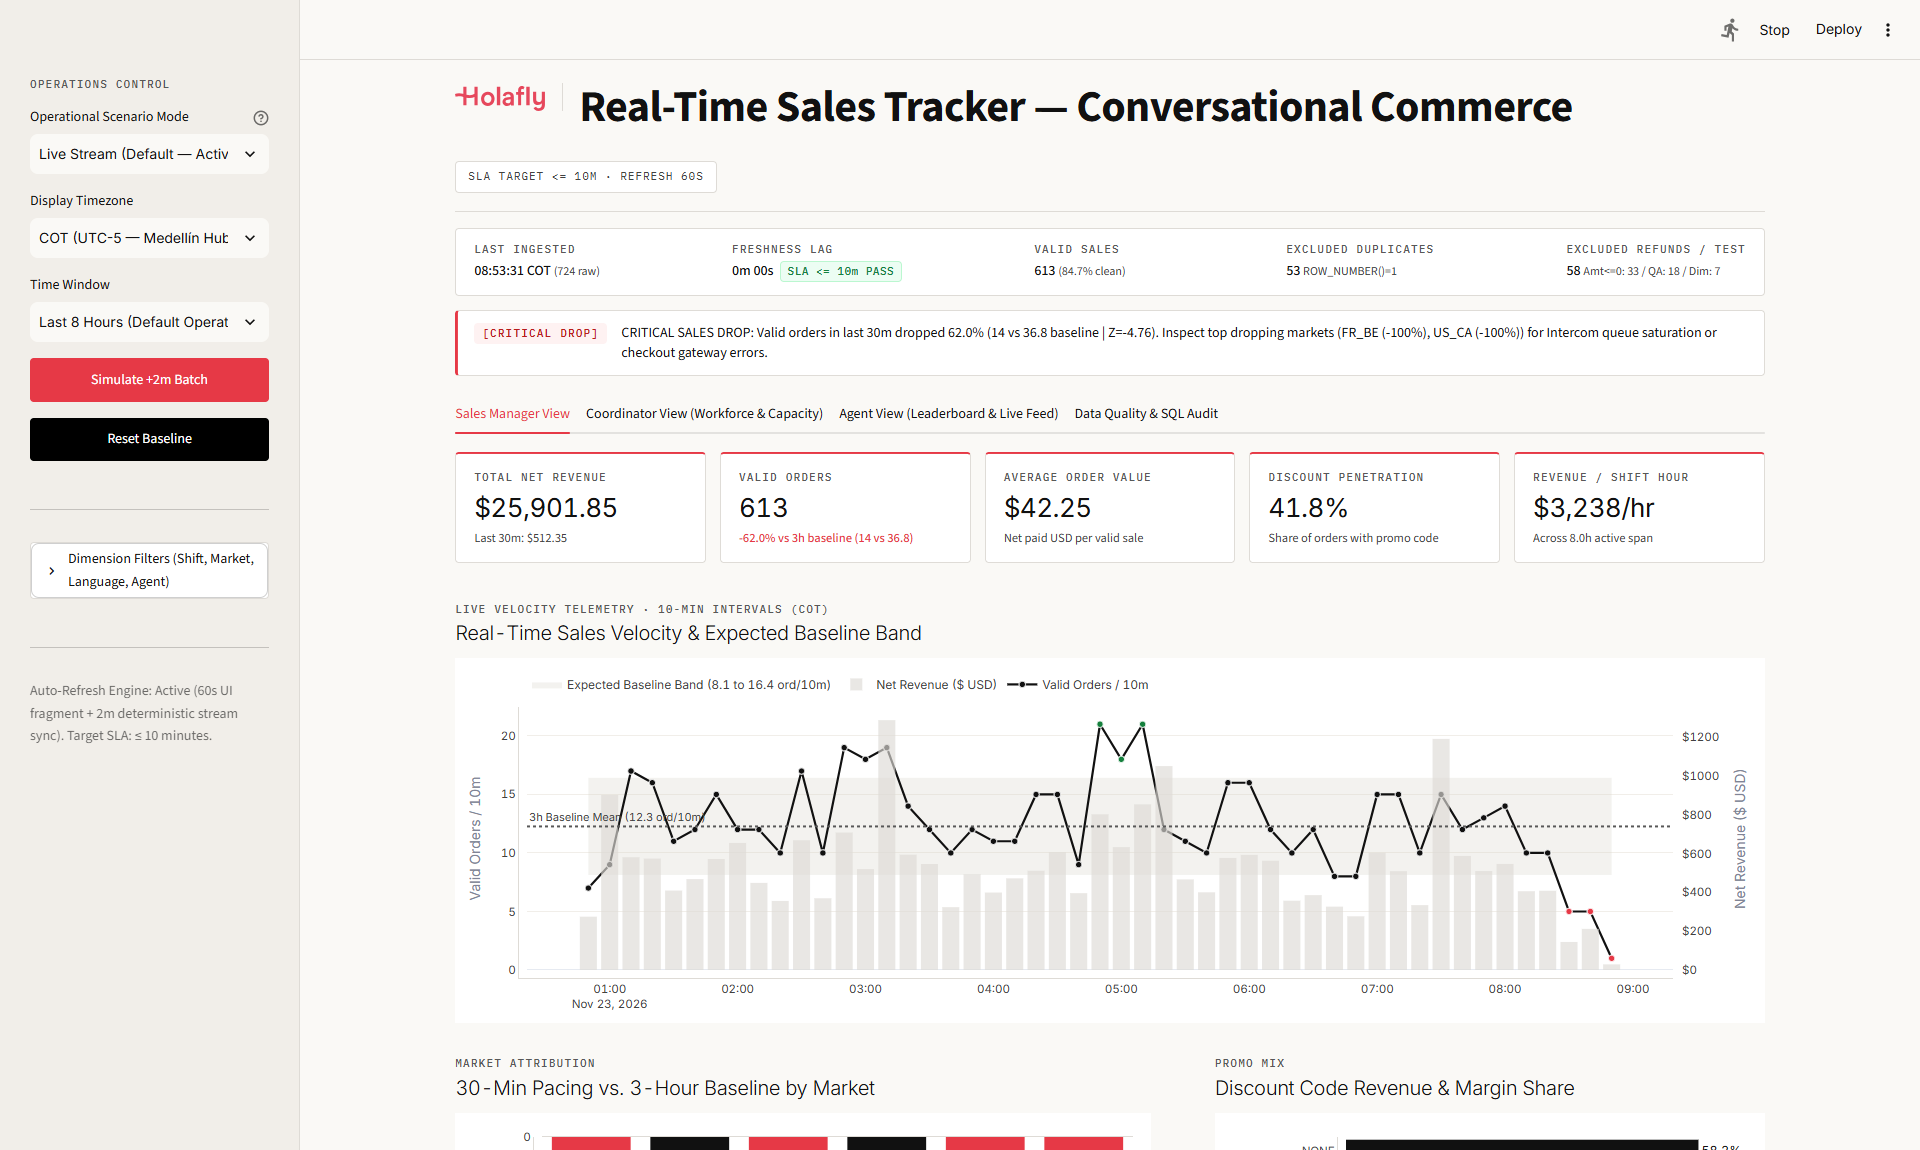 Stop
Deploy
OPERATIONS CONTROL
Operational Scenario Mode
Live Stream (Default — Activ
Display Timezone
COT (UTC-5 — Medellín Hub
Time Window
Last 8 Hours (Default Operat
Simulate +2m Batch
Reset Baseline
Dimension Filters (Shift, Market,
Language, Agent)
Auto-Refresh Engine: Active (60s UI
fragment + 2m deterministic stream
sync). Target SLA: ≤ 10 minutes.
Holafly
Real-Time Sales Tracker — Conversational Commerce
SLA TARGET <= 10M · REFRESH 60S
LAST INGESTED
08:53:31 COT (724 raw)
FRESHNESS LAG
0m 00s SLA <= 10m PASS
VALID SALES
613 (84.7% clean)
EXCLUDED DUPLICATES
53 ROW_NUMBER()=1
EXCLUDED REFUNDS / TEST
58 Amt<=0: 33 / QA: 18 / Dim: 7
[CRITICAL DROP]
CRITICAL SALES DROP: Valid orders in last 30m dropped 62.0% (14 vs 36.8 baseline | Z=-4.76). Inspect top dropping markets (FR_BE (-100%), US_CA (-100%)) for Intercom queue saturation or
checkout gateway errors.
Sales Manager View
Coordinator View (Workforce & Capacity)
Agent View (Leaderboard & Live Feed)
Data Quality & SQL Audit
TOTAL NET REVENUE
$25,901.85
Last 30m: $512.35
VALID ORDERS
613
-62.0% vs 3h baseline (14 vs 36.8)
AVERAGE ORDER VALUE
$42.25
Net paid USD per valid sale
DISCOUNT PENETRATION
41.8%
Share of orders with promo code
REVENUE / SHIFT HOUR
$3,238/hr
Across 8.0h active span
LIVE VELOCITY TELEMETRY · 10-MIN INTERVALS (COT)
Real-Time Sales Velocity & Expected Baseline Band
Expected Baseline Band (8.1 to 16.4 ord/10m)
Net Revenue ($ USD)
Valid Orders / 10m
Valid Orders / 10m
20
15
10
5
0
3h Baseline Mean (12.3 ord/10m)
$1200
$1000
$800
$600
$400
$200
$0
Net Revenue ($ USD)
01:00
Nov 23, 2026
02:00
03:00
04:00
05:00
06:00
07:00
08:00
09:00
MARKET ATTRIBUTION
30-Min Pacing vs. 3-Hour Baseline by Market
0
PROMO MIX
Discount Code Revenue & Margin Share
NONE
58.2%